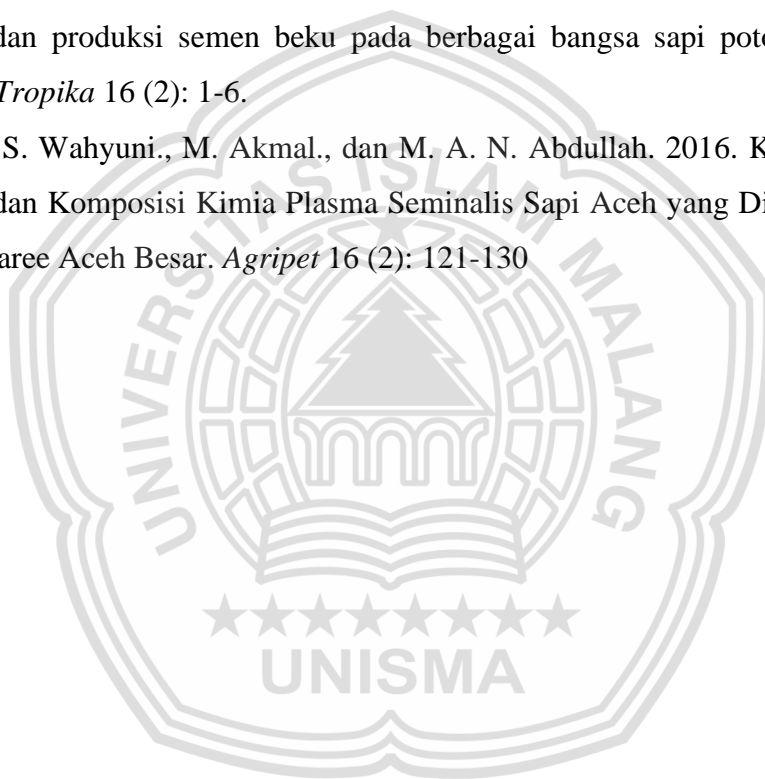 dan produksi semen beku pada berbagai bangsa sapi poto
Tropika 16 (2): 1-6.
S. Wahyuni., M. Akmal., dan M. A. N. Abdullah. 2016. K
dan Komposisi Kimia Plasma Seminalis Sapi Aceh yang Di
aree Aceh Besar. Agripet 16 (2): 121-130
UNIVERSITAS ISLAM MALANG
UNISMA